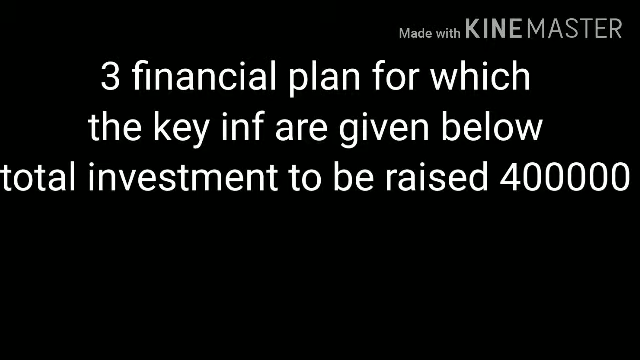 Made with KINEMASTER
3 financial plan for which
the key inf are given below
total investment to be raised 400000